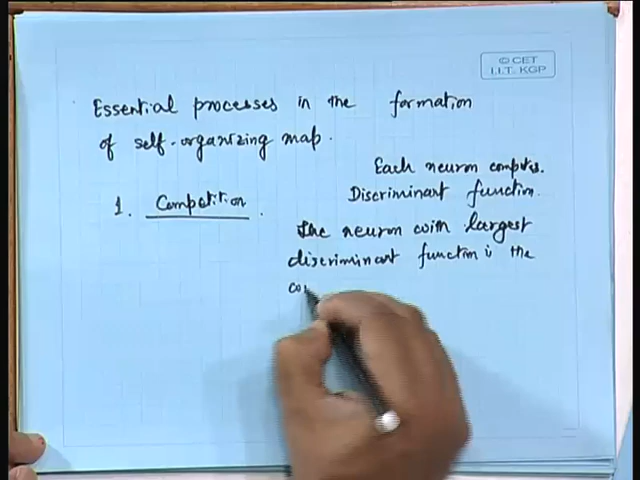 © CET
I.I.T. KGP
Essential processes in the formation
of self-organizing map.
Each neuron computes.
1. Competition.
Discriminant function.
The neuron with largest
discriminant function is the